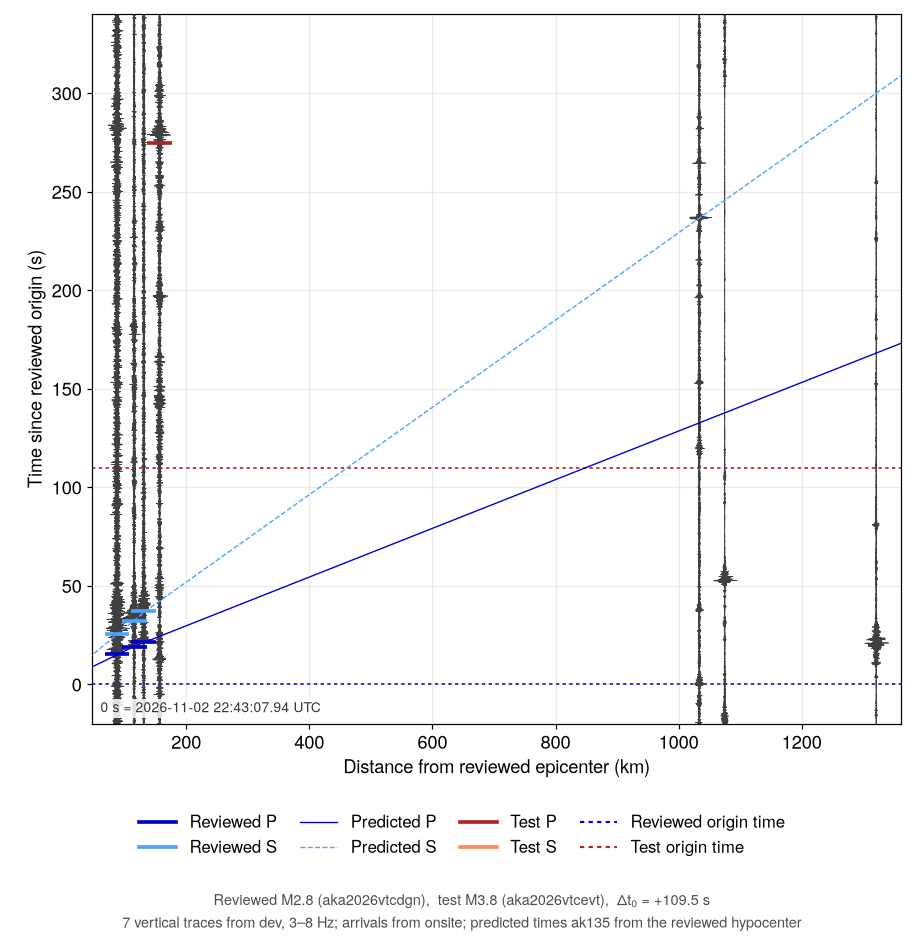 300
250
200
150
100
50
0
Time since reviewed origin (s)
0 s = 2026-11-02 22:43:07.94 UTC
200 400 600 800 1000 1200
Distance from reviewed epicenter (km)
Reviewed P Predicted P Test P Reviewed origin time
Reviewed S Predicted S Test S Test origin time
Reviewed M2.8 (aka2026vtcdgn), test M3.8 (aka2026vtcevt), Δt₀ = +109.5 s
7 vertical traces from dev, 3–8 Hz; arrivals from onsite; predicted times ak135 from the reviewed hypocenter